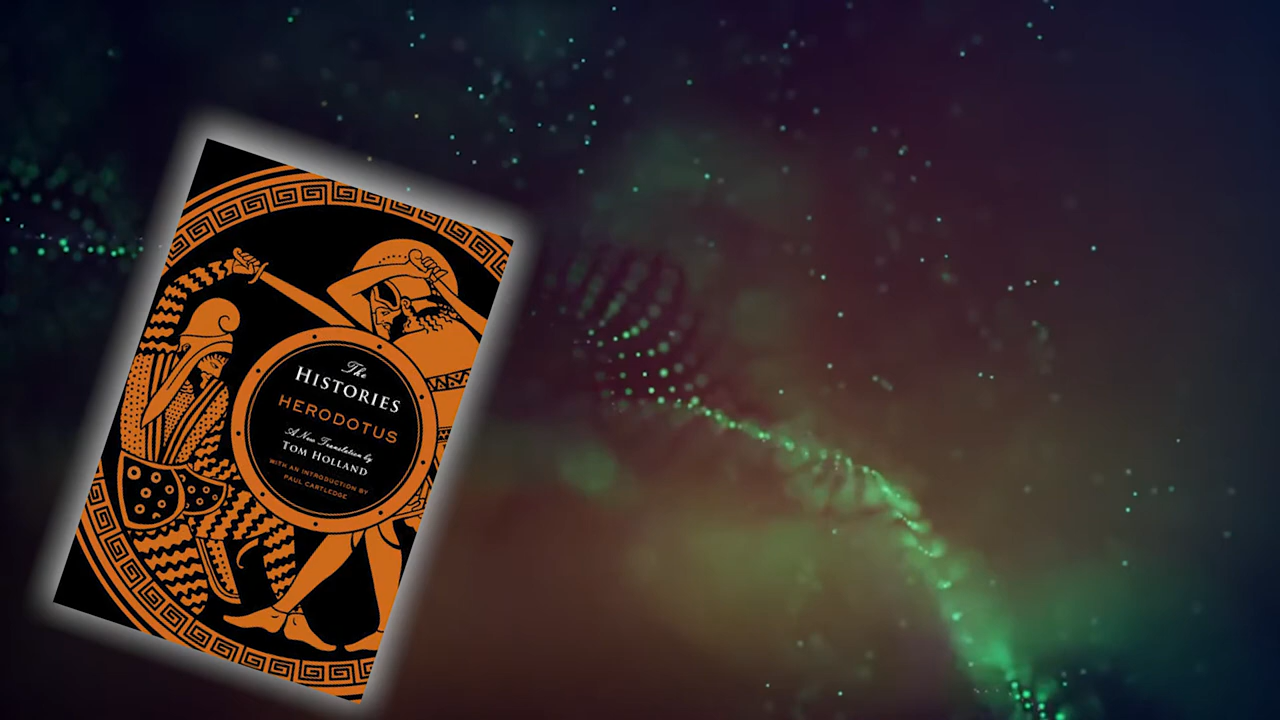 The
HISTORIES
HERODOTUS
A New Translation by
TOM HOLLAND
WITH AN INTRODUCTION BY
PAUL CARTLEDGE